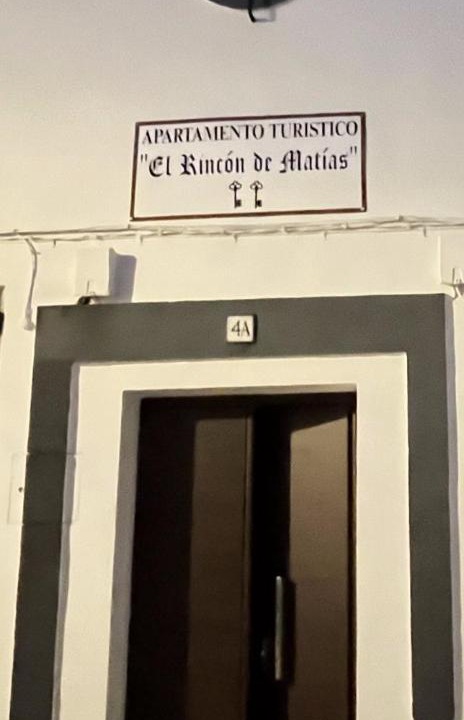 APARTAMENTO TURISTICO
"El Rincón de Matías"
4A